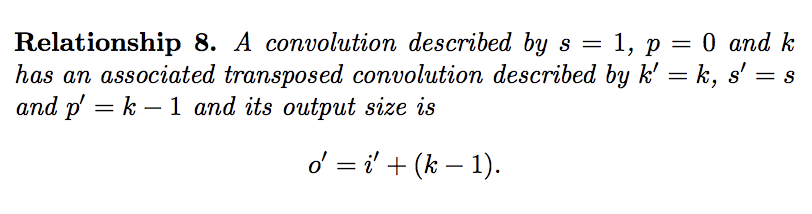 Relationship 8. A convolution described by s = 1, p = 0 and k
has an associated transposed convolution described by k′ = k, s′ = s
and p′ = k − 1 and its output size is
o′ = i′ + (k − 1).